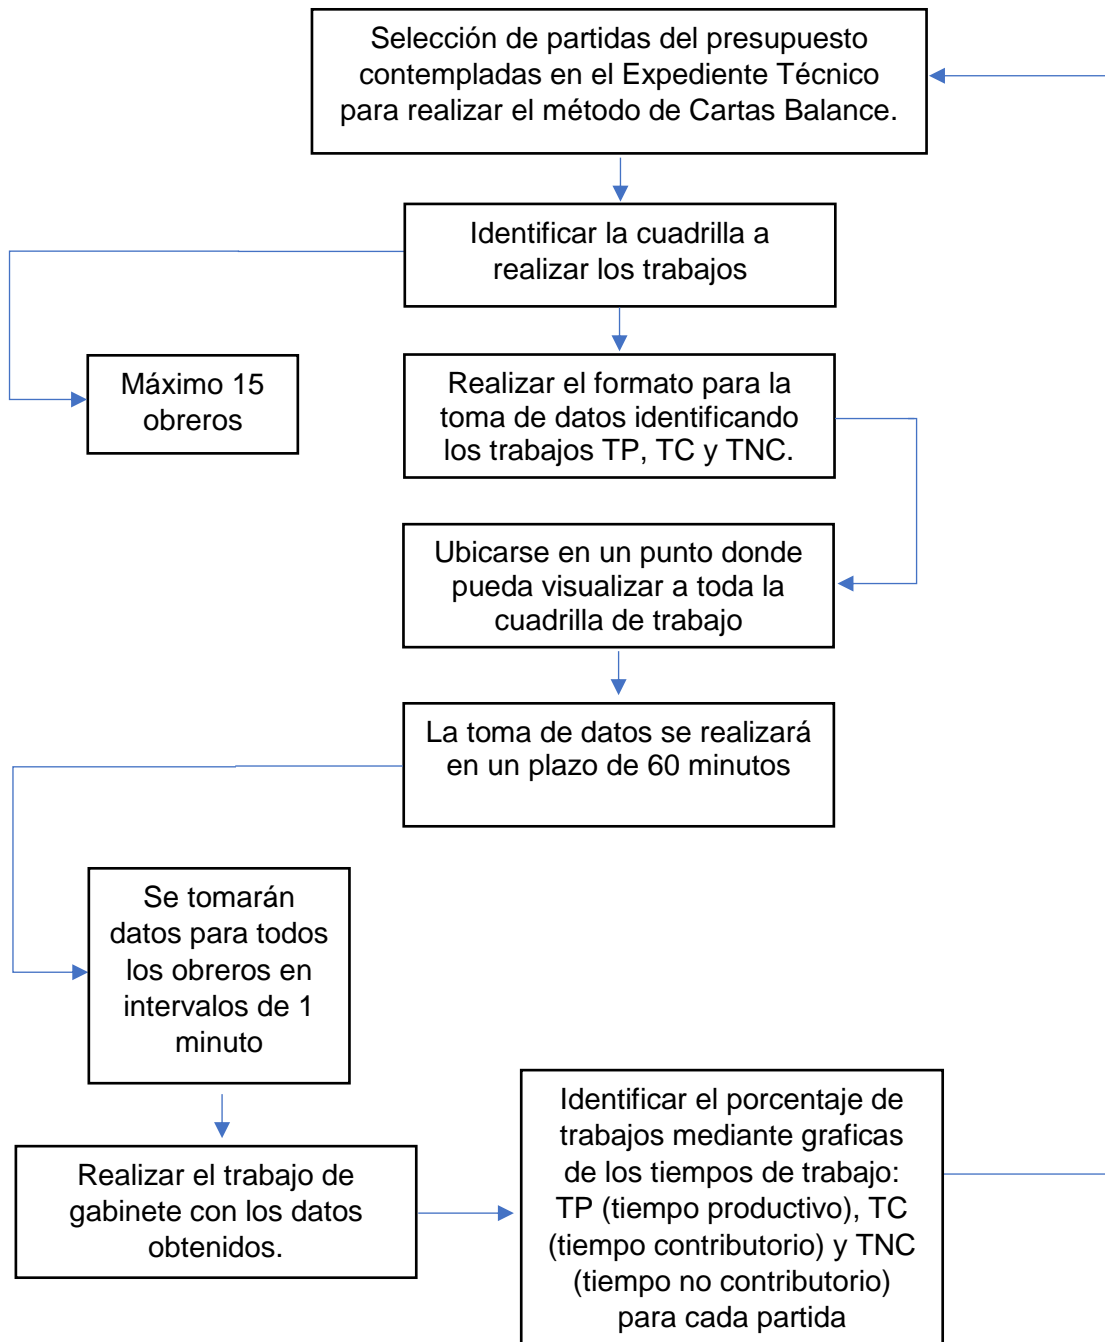 Selección de partidas del presupuesto
contempladas en el Expediente Técnico
para realizar el método de Cartas Balance.
Identificar la cuadrilla a
realizar los trabajos
Máximo 15
obreros
Realizar el formato para la
toma de datos identificando
los trabajos TP, TC y TNC.
Ubicarse en un punto donde
pueda visualizar a toda la
cuadrilla de trabajo
La toma de datos se realizará
en un plazo de 60 minutos
Se tomarán
datos para todos
los obreros en
intervalos de 1
minuto
Realizar el trabajo de
gabinete con los datos
obtenidos.
Identificar el porcentaje de
trabajos mediante graficas
de los tiempos de trabajo:
TP (tiempo productivo), TC
(tiempo contributorio) y TNC
(tiempo no contributorio)
para cada partida